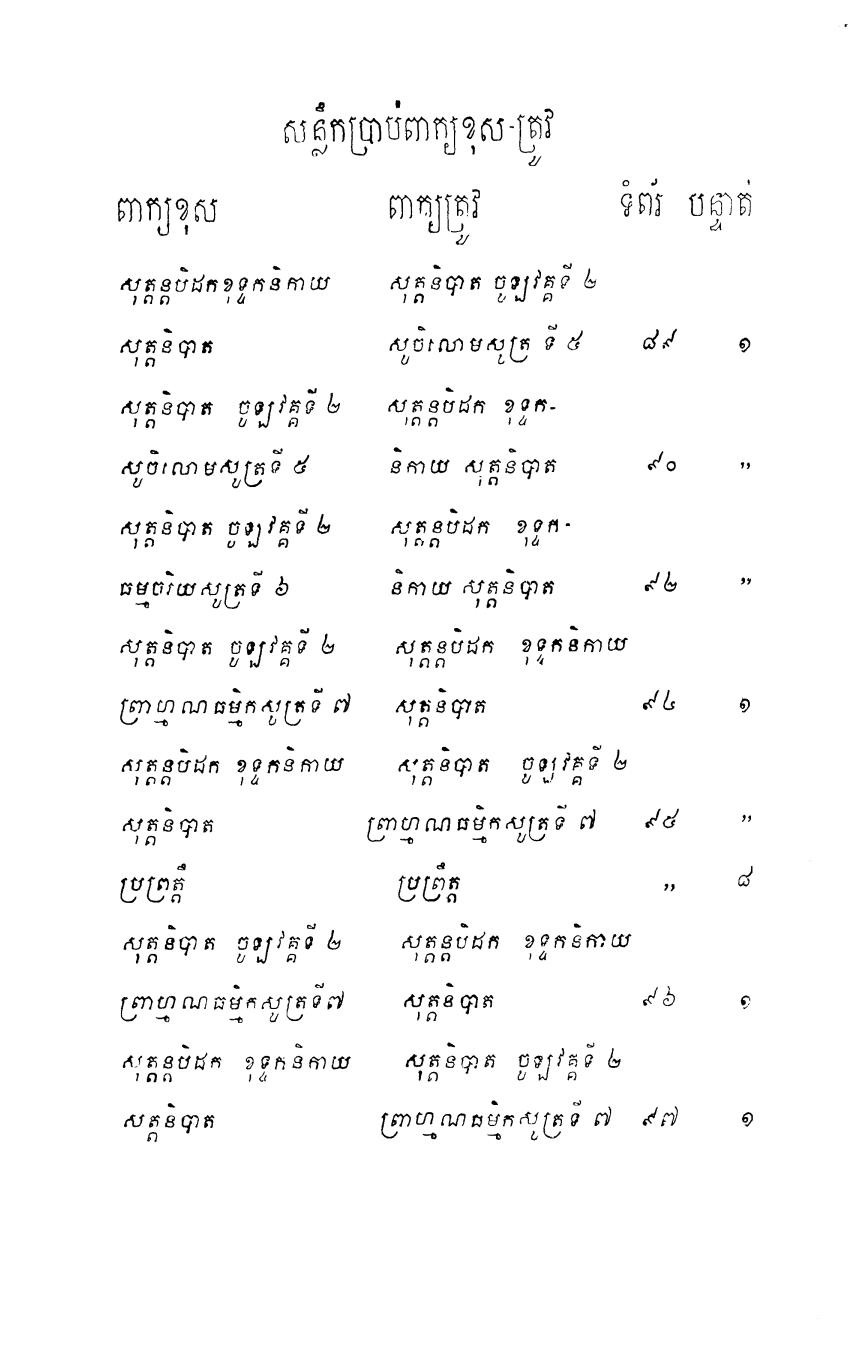 សន្លឹកប្រាប់ពាក្យខុស-ត្រូវ
ពាក្យខុស ពាក្យត្រូវ ទំព័រ បន្ទាត់
សុត្តន្តបិដកខុទ្ទកនិកាយ សុត្តនិបាត ចូឡវគ្គទី ២
សុត្តនិបាត សូចិលោមសូត្រ ទី ៥ ៨៩ ១
សុត្តនិបាត ចូឡវគ្គទី ២ សុត្តន្តបិដក ខុទ្ទក-
សូចិលោមសូត្រទី ៥ និកាយ សុត្តនិបាត ៩០ ”
សុត្តនិបាត ចូឡវគ្គទី ២ សុត្តន្តបិដក ខុទ្ទក-
ធម្មចរិយសូត្រទី ៦ និកាយ សុត្តនិបាត ៩២ ”
សុត្តនិបាត ចូឡវគ្គទី ២ សុត្តន្តបិដក ខុទ្ទកនិកាយ
ព្រាហ្មណធម្មិកសូត្រទី ៧ សុត្តនិបាត ៩៤ ១
សុត្តន្តបិដក ខុទ្ទកនិកាយ សុត្តនិបាត ចូឡវគ្គទី ២
សុត្តនិបាត ព្រាហ្មណធម្មិកសូត្រទី ៧ ៩៥ ”
ប្រព្រត្តឹ ប្រព្រឹត្ត ” ៨
សុត្តនិបាត ចូឡវគ្គទី ២ សុត្តន្តបិដក ខុទ្ទកនិកាយ
ព្រាហ្មណធម្មិកសូត្រទី៧ សុត្តនិបាត ៩៦ ១
សុត្តន្តបិដក ខុទ្ទកនិកាយ សុត្តនិបាត ចូឡវគ្គទី ២
សត្តនិបាត ព្រាហ្មណធម្មិកសូត្រទី ៧ ៩៧ ១